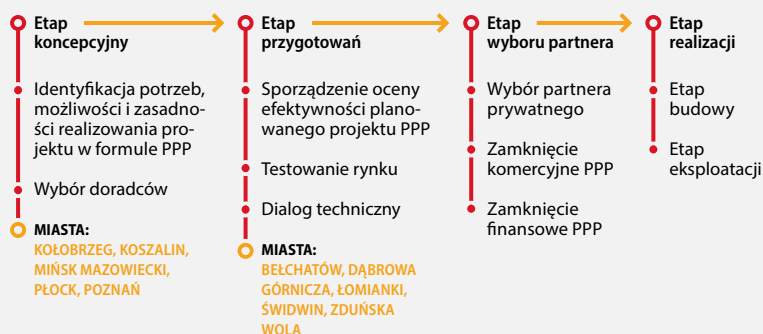 Etap
koncepcyjny
Identyfikacja potrzeb,
możliwości i zasadno-
ści realizowania pro-
jektu w formule PPP
Wybór doradców
MIASTA:
KOŁOBRZEG, KOSZALIN,
MIŃSK MAZOWIECKI,
PŁOCK, POZNAŃ
Etap
przygotowań
Sporządzenie oceny
efektywności plano-
wanego projektu PPP
Testowanie rynku
Dialog techniczny
MIASTA:
BEŁCHATÓW, DĄBROWA
GÓRNICZA, ŁOMIANKI,
ŚWIDWIN, ZDUŃSKA
WOLA
Etap
wyboru partnera
Wybór partnera
prywatnego
Zamknięcie
komercyjne PPP
Zamknięcie
finansowe PPP
Etap
realizacji
Etap
budowy
Etap
eksploatacji